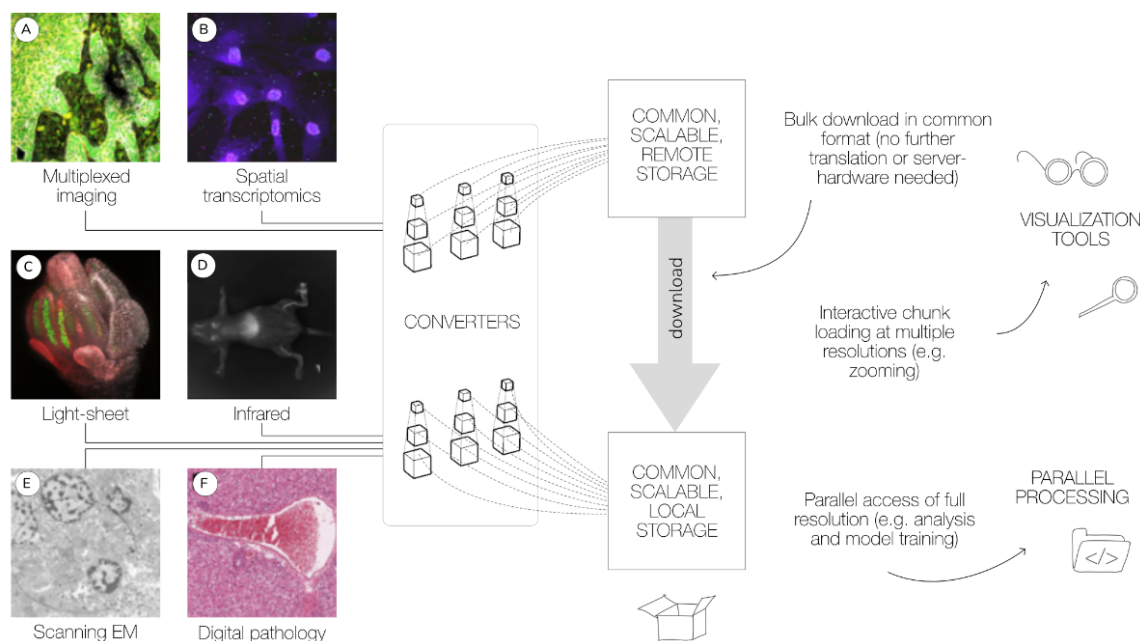 A
Multiplexed
imaging
B
Spatial
transcriptomics
C
Light-sheet
D
Infrared
E
Scanning EM
F
Digital pathology
CONVERTERS
COMMON,
SCALABLE,
REMOTE
STORAGE
download
COMMON,
SCALABLE,
LOCAL
STORAGE
Bulk download in common
format (no further
translation or server-
hardware needed)
VISUALIZATION
TOOLS
Interactive chunk
loading at multiple
resolutions (e.g.
zooming)
PARALLEL
PROCESSING
Parallel access of full
resolution (e.g. analysis
and model training)
</>